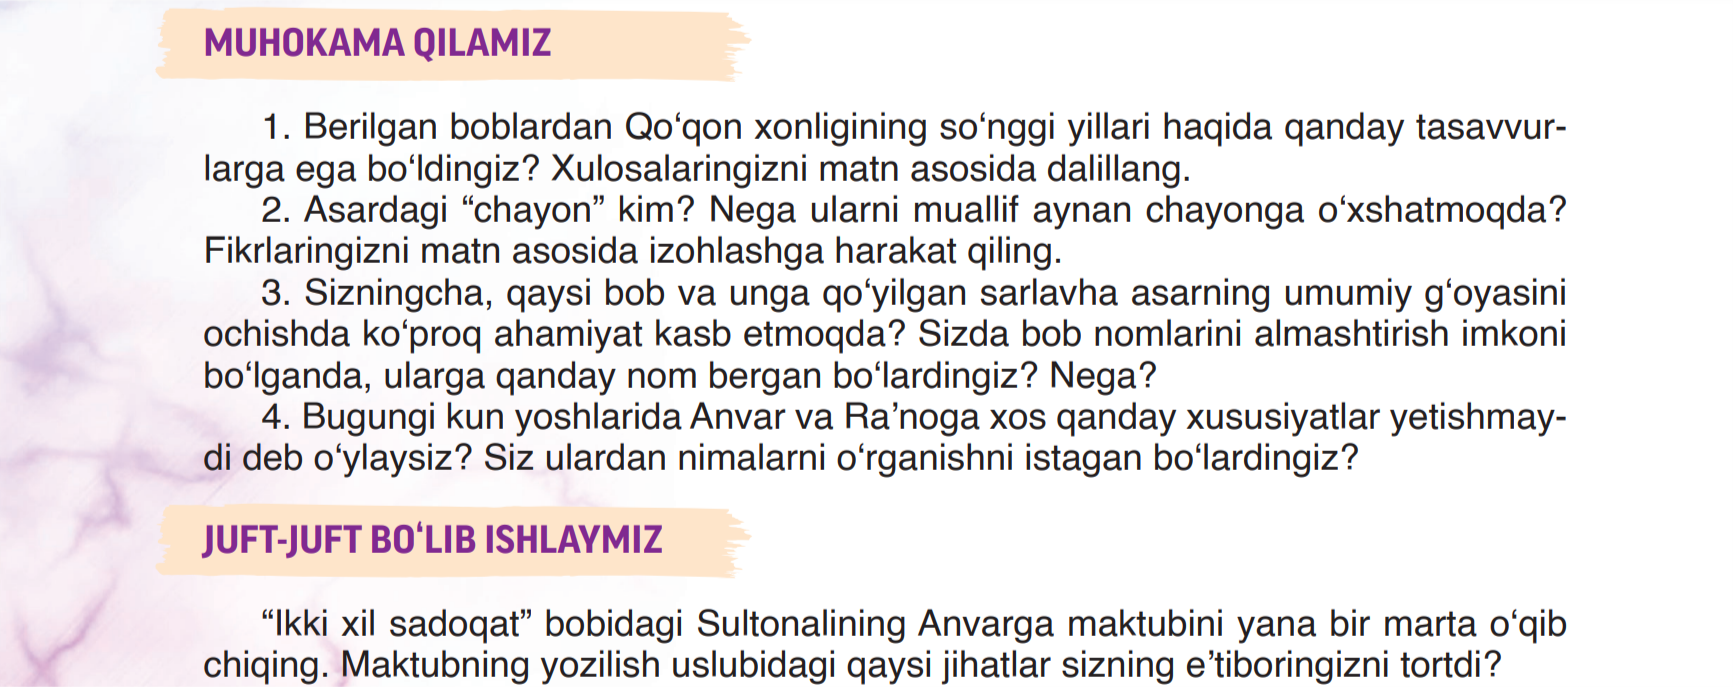 MUHOKAMA QILAMIZ
1. Berilgan boblardan Qo‘qon xonligining so‘nggi yillari haqida qanday tasavvur-
larga ega bo‘ldingiz? Xulosalaringizni matn asosida dalillang.
2. Asardagi “chayon” kim? Nega ularni muallif aynan chayonga o‘xshatmoqda?
Fikrlaringizni matn asosida izohlashga harakat qiling.
3. Sizningcha, qaysi bob va unga qo‘yilgan sarlavha asarning umumiy g‘oyasini
ochishda ko‘proq ahamiyat kasb etmoqda? Sizda bob nomlarini almashtirish imkoni
bo‘lganda, ularga qanday nom bergan bo‘lardingiz? Nega?
4. Bugungi kun yoshlarida Anvar va Ra’noga xos qanday xususiyatlar yetishmay-
di deb o‘ylaysiz? Siz ulardan nimalarni o‘rganishni istagan bo‘lardingiz?
JUFT-JUFT BO‘LIB ISHLAYMIZ
“Ikki xil sadoqat” bobidagi Sultonalining Anvarga maktubini yana bir marta o‘qib
chiqing. Maktubning yozilish uslubidagi qaysi jihatlar sizning e’tiboringizni tortdi?